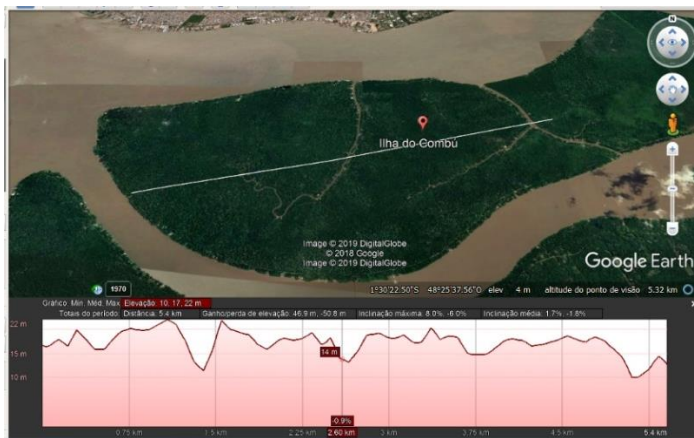 N
Ilha do Combú
Image © 2019 DigitalGlobe
© 2018 Google
Image © 2019 DigitalGlobe
Google Earth
1970
1°30'22.50"S 48°25'37.56"O elev 4 m altitude do ponto de visão 5.32 km
Gráfico Mín. Méd. Máx Elevação: 10, 17, 22 m
Totais do período: Distância: 5.4 km Ganho/perda de elevação: 46.9 m, -50.8 m Inclinação máxima: 8.0%, -6.0% Inclinação média: 1.7%, -1.8%
22 m
14 m
15 m
10 m
-0.9%
0.75 km 1.5 km 2.25 km 2.60 km 3 km 3.75 km 4.5 km 5.4 km